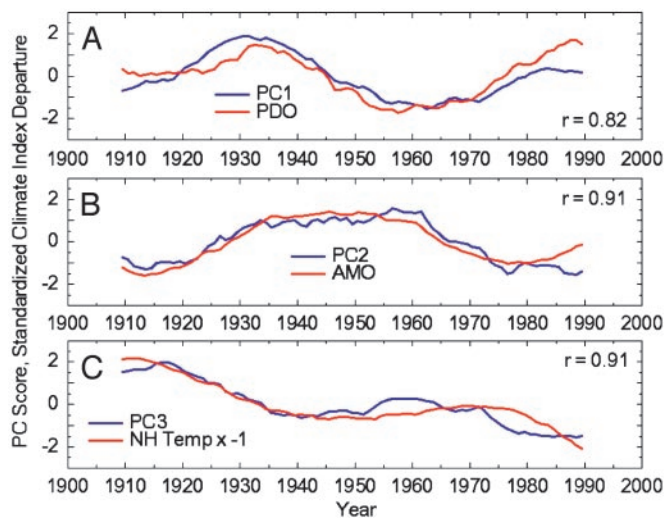 PC Score, Standardized Climate Index Departure
A
2
0
-2
PC1
PDO
r = 0.82
1900 1910 1920 1930 1940 1950 1960 1970 1980 1990 2000
B
2
0
-2
r = 0.91
PC2
AMO
1900 1910 1920 1930 1940 1950 1960 1970 1980 1990 2000
C
2
0
-2
r = 0.91
PC3
NH Temp x -1
1900 1910 1920 1930 1940 1950 1960 1970 1980 1990 2000
Year